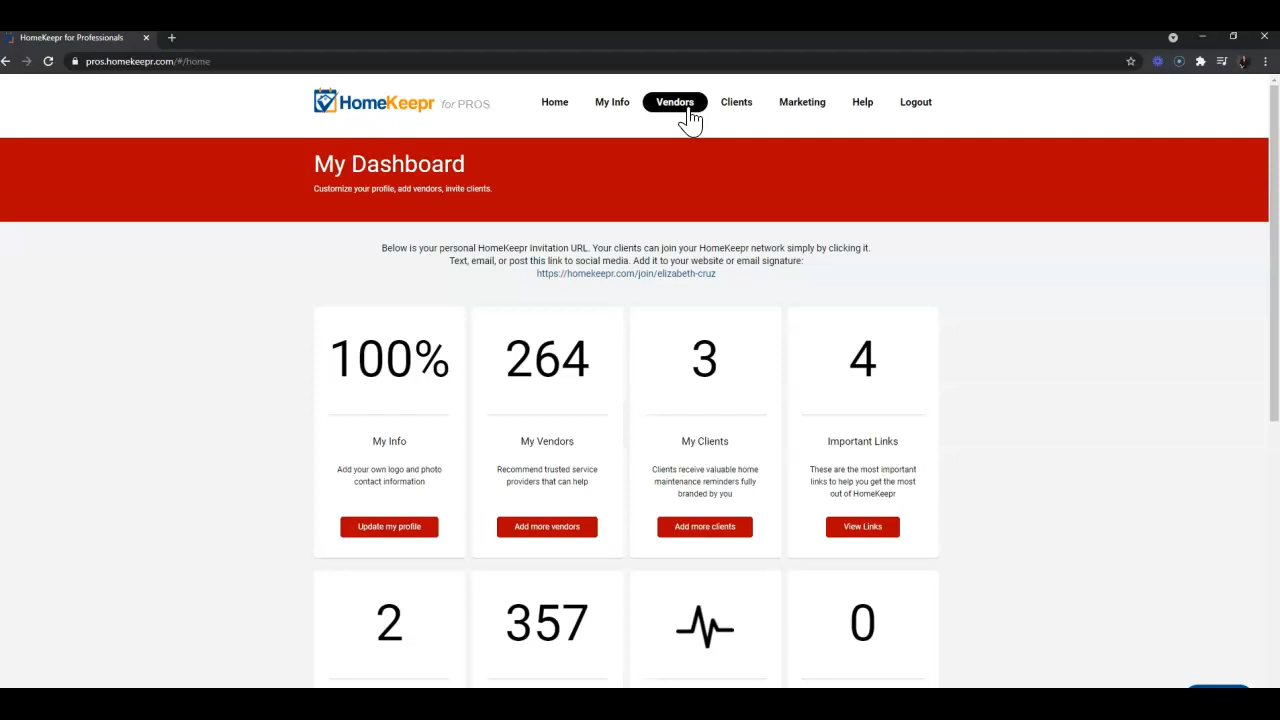 HomeKeepr for Professionals
pros.homekeepr.com/#/home
HomeKeepr for PROS
Home My Info Vendors Clients Marketing Help Logout
My Dashboard
Customize your profile, add vendors, invite clients.
Below is your personal HomeKeepr Invitation URL. Your clients can join your HomeKeepr network simply by clicking it.
Text, email, or post this link to social media. Add it to your website or email signature:
https://homekeepr.com/join/elizabeth-cruz
100%
My Info
Add your own logo and photo
contact information
Update my profile
264
My Vendors
Recommend trusted service
providers that can help
Add more vendors
3
My Clients
Clients receive valuable home
maintenance reminders fully
branded by you
Add more clients
4
Important Links
These are the most important
links to help you get the most
out of HomeKeepr
View Links
2
357
0